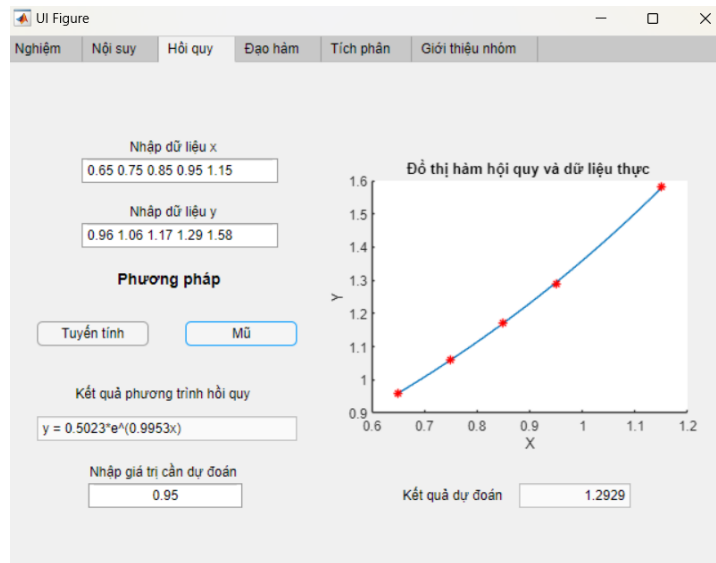 UI Figure
Nghiệm Nội suy Hồi quy Đạo hàm Tích phân Giới thiệu nhóm
Nhập dữ liệu x
0.65 0.75 0.85 0.95 1.15
Nhập dữ liệu y
0.96 1.06 1.17 1.29 1.58
Phương pháp
Tuyến tính Mũ
Kết quả phương trình hồi quy
y = 0.5023*e^(0.9953x)
Nhập giá trị cần dự đoán
0.95
Đồ thị hàm hội quy và dữ liệu thực
1.6
1.5
1.4
1.3
1.2
1.1
1
0.9
Y
0.6 0.7 0.8 0.9 1 1.1 1.2
X
Kết quả dự đoán 1.2929